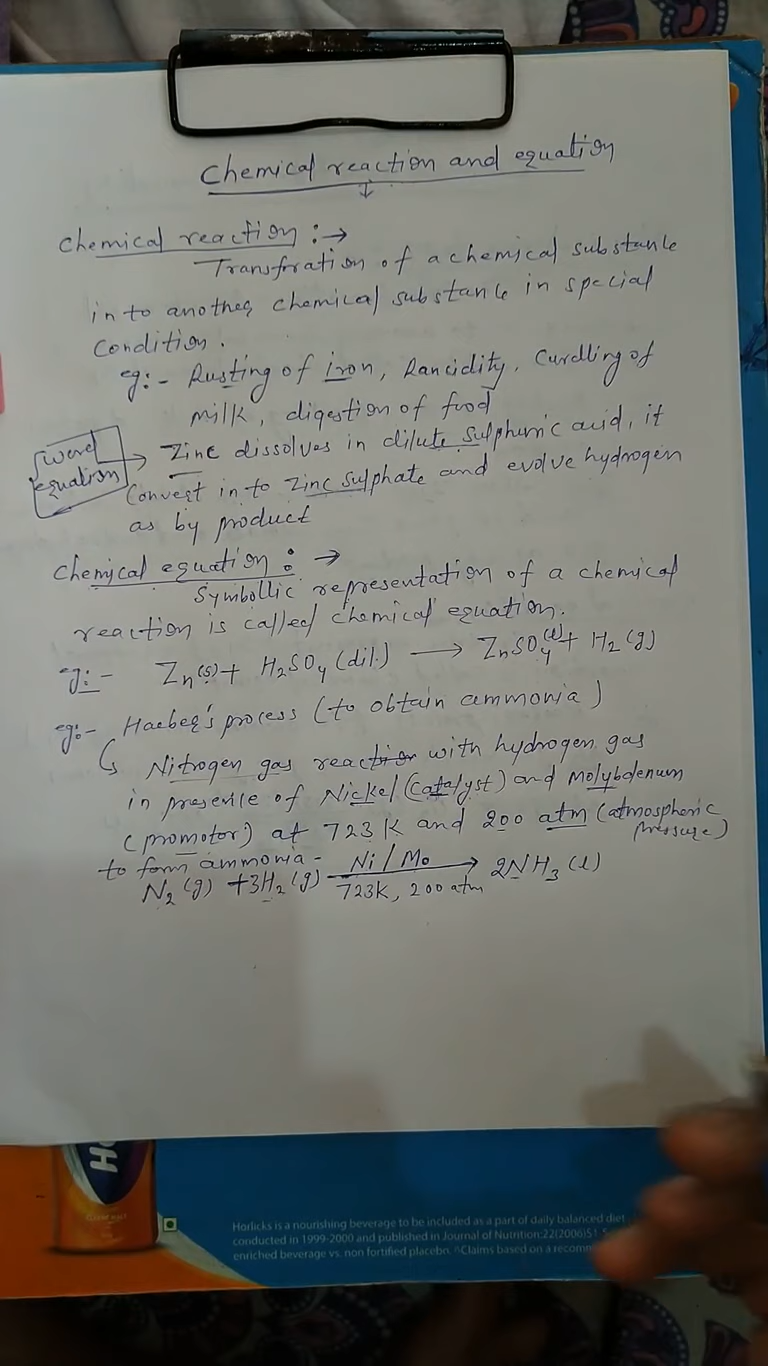 Chemical reaction and equation
↓
Chemical reaction :→
Transfration of a chemical substance
in to another chemical substance in special
Condition.
eg:- Rusting of iron, Rancidity, Curdling of
milk, digestion of food
Word
equation
→ Zinc dissolves in dilute sulphuric acid, it
Convert in to Zinc sulphate and evolve hydrogen
as by product
Chemical equation : →
Symbollic representation of a chemical
reaction is called chemical equation.
eg:- Zn(s) + H2SO4 (dil.) → ZnSO4(l) + H2(g)
eg:- Haeber's process (to obtain ammonia)
Nitrogen gas reaction with hydrogen gas
in presence of Nickel (Catalyst) and Molybdenum
(promotor) at 723 K and 200 atm (atmospheric
pressure)
to form ammonia-
Ni/Mo
N2(g) + 3H2(g) → 2NH3(l)
723K, 200 atm
Horlicks is a nourishing beverage to be included as a part of daily balanced diet
conducted in 1999-2000 and published in Journal of Nutrition:22(2006)S1
enriched beverage vs. non fortified placebo. ^Claims based on a recomm